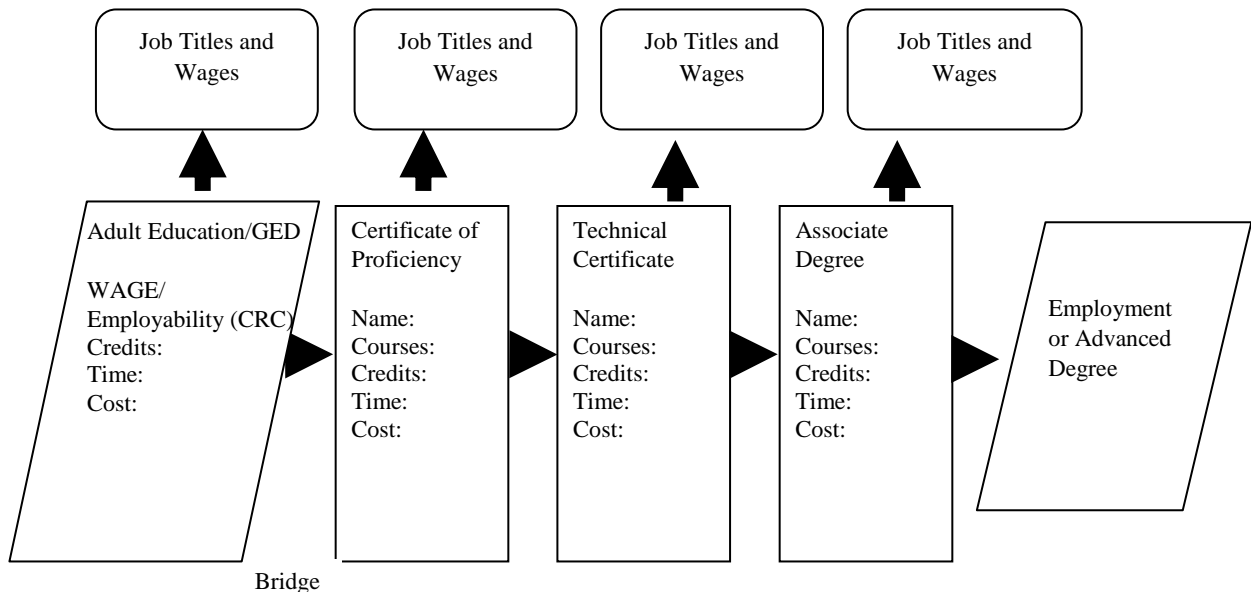 Job Titles and
Wages
Job Titles and
Wages
Job Titles and
Wages
Job Titles and
Wages
Adult Education/GED
WAGE/
Employability (CRC)
Credits:
Time:
Cost:
Certificate of
Proficiency
Name:
Courses:
Credits:
Time:
Cost:
Technical
Certificate
Name:
Courses:
Credits:
Time:
Cost:
Associate
Degree
Name:
Courses:
Credits:
Time:
Cost:
Employment
or Advanced
Degree
Bridge